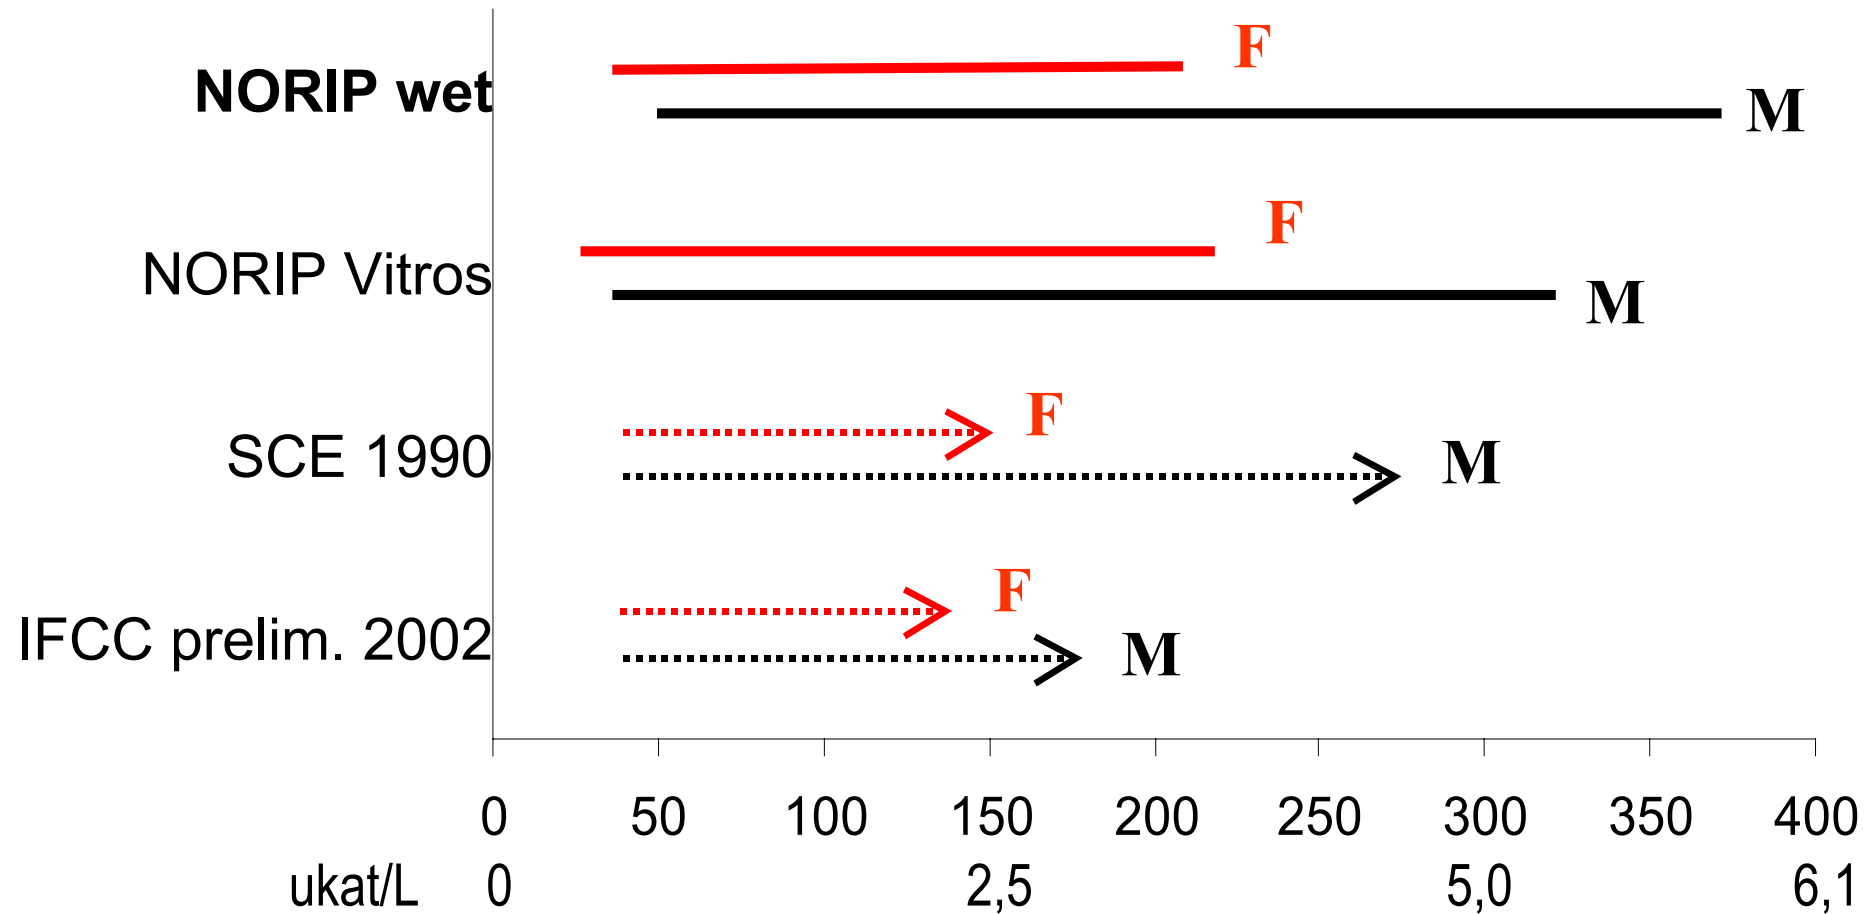 F
NORIP wet
M
F
NORIP Vitros
M
F
SCE 1990
M
F
IFCC prelim. 2002
M
0 50 100 150 200 250 300 350 400
ukat/L 0 2,5 5,0 6,1